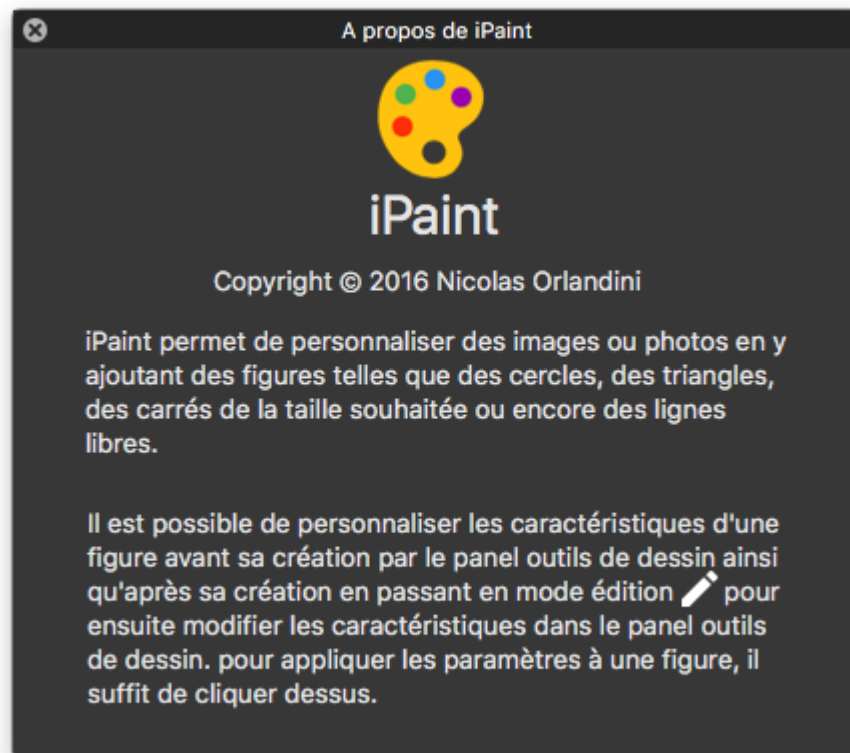 A propos de iPaint
iPaint
Copyright © 2016 Nicolas Orlandini
iPaint permet de personnaliser des images ou photos en y
ajoutant des figures telles que des cercles, des triangles,
des carrés de la taille souhaitée ou encore des lignes
libres.
Il est possible de personnaliser les caractéristiques d'une
figure avant sa création par le panel outils de dessin ainsi
qu'après sa création en passant en mode édition pour
ensuite modifier les caractéristiques dans le panel outils
de dessin. pour appliquer les paramètres à une figure, il
suffit de cliquer dessus.